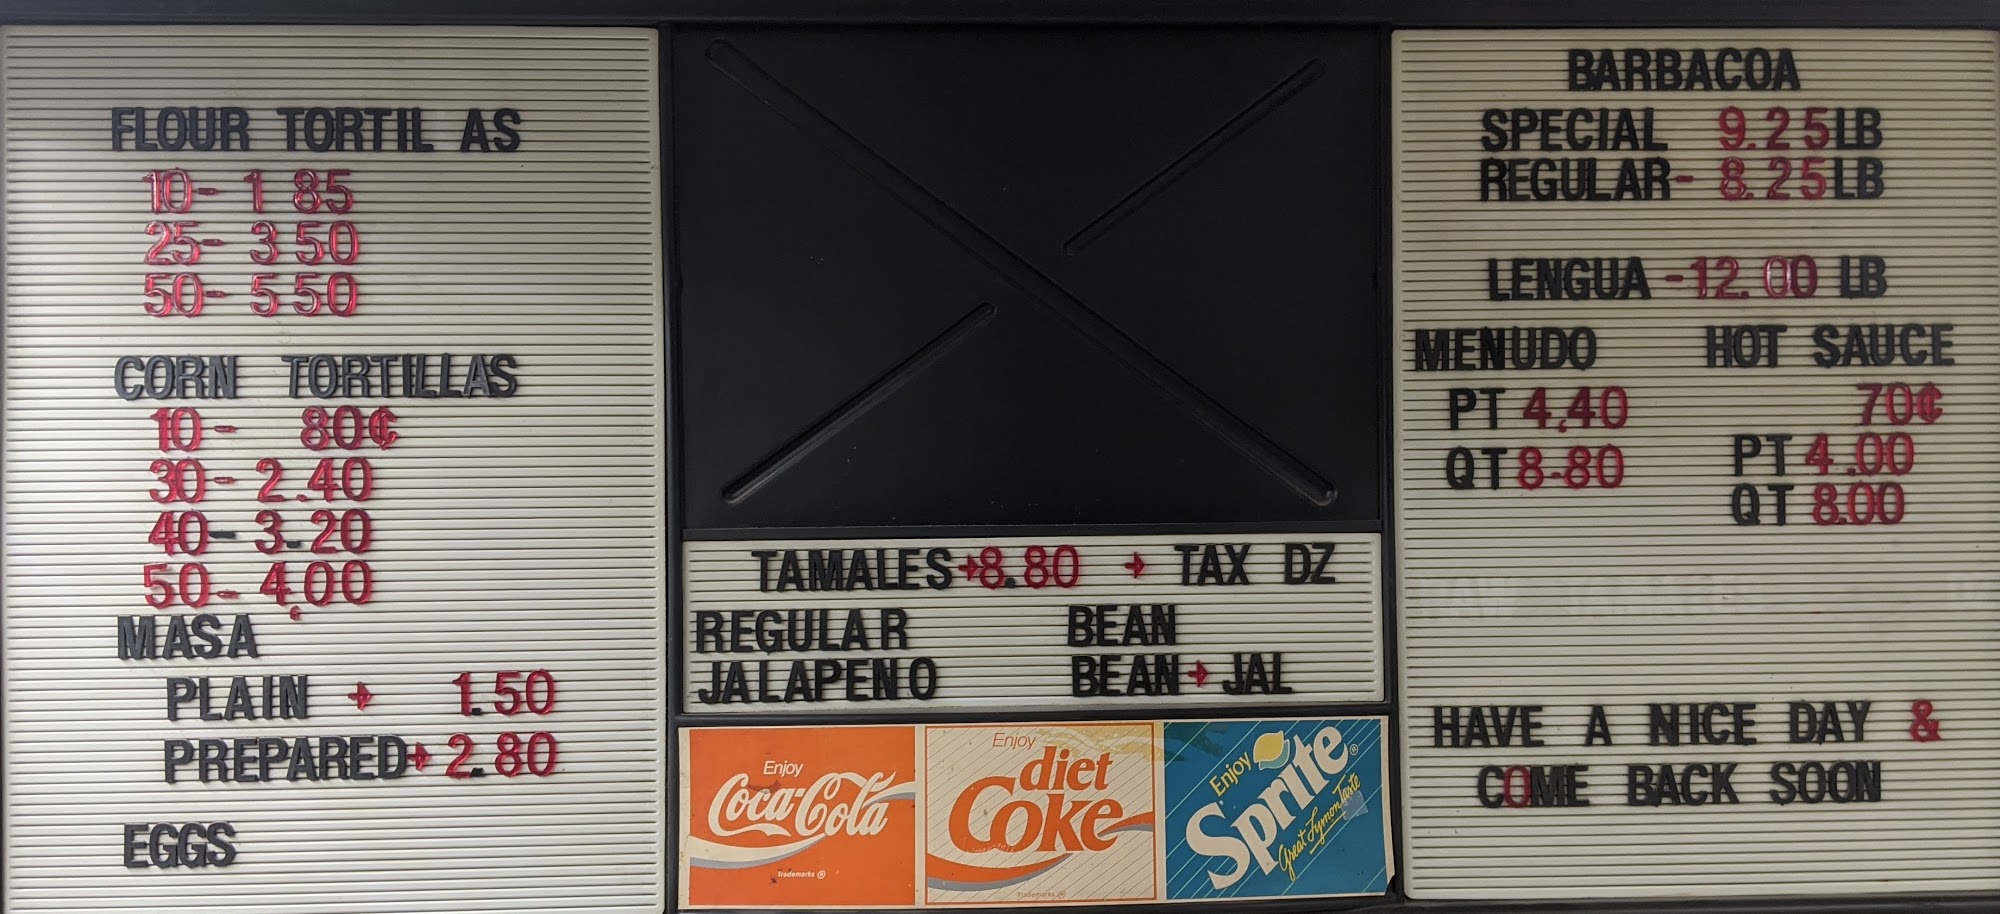 FLOUR TORTIL AS
10- 1 85
25- 3 50
50- 5 50
CORN TORTILLAS
10- 80¢
30- 2.40
40- 3.20
50- 4.00
MASA
PLAIN + 1.50
PREPARED+ 2.80
EGGS
TAMALES+8.80 + TAX DZ
REGULAR BEAN
JALAPENO BEAN+JAL
Enjoy
Coca-Cola
Trademarks ®
Enjoy
diet
Coke
Trademarks ®
Enjoy
Sprite®
Great Lymon Taste
BARBACOA
SPECIAL 9.25LB
REGULAR- 8.25LB
LENGUA -12.00 LB
MENUDO HOT SAUCE
PT 4.40 70¢
QT 8-80 PT 4.00
QT 8.00
HAVE A NICE DAY &
COME BACK SOON